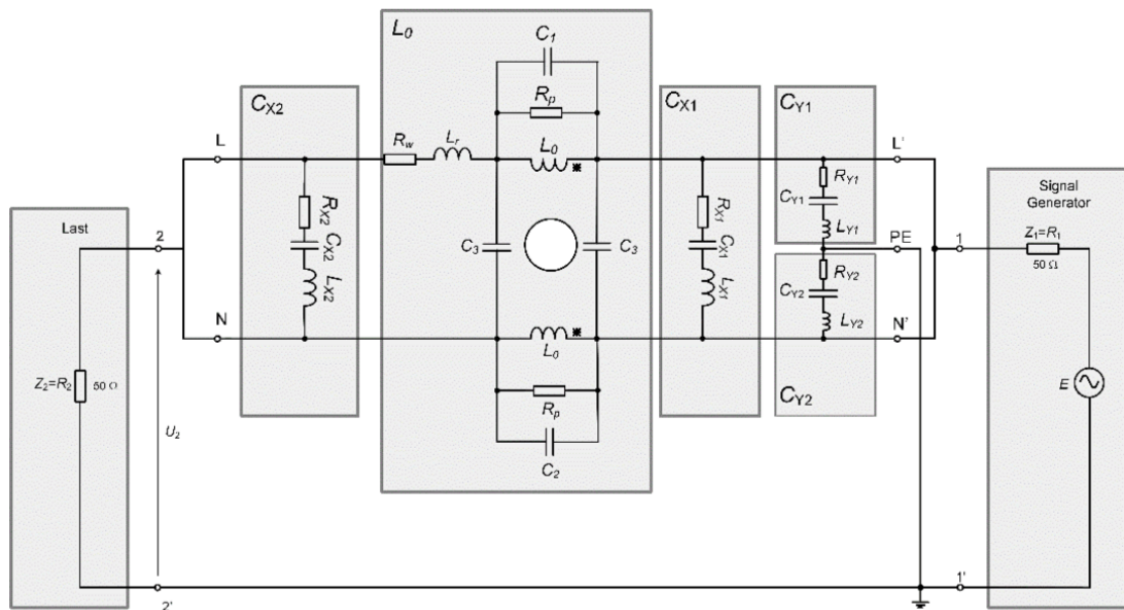 L0
C1
Rp
Rw
Lr
L0 ※
C3
C3
L0 ※
Rp
C2
CX2
L
RX2
CX2
LX2
N
CX1
RX1
CX1
LX1
CY1
RY1
CY1
LY1
PE
RY2
CY2
LY2
CY2
L'
N'
Last
2
Z2=R2 50 Ω
U2
2'
1
1'
Signal
Generator
Z1=R1
50 Ω
E